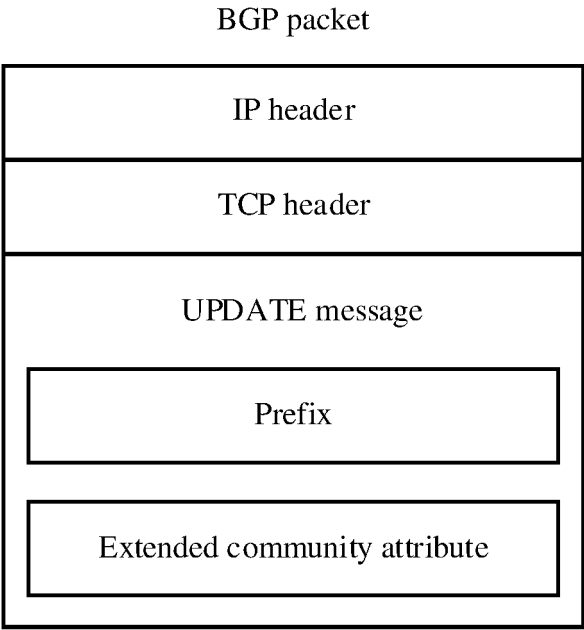 BGP packet
IP header
TCP header
UPDATE message
Prefix
Extended community attribute